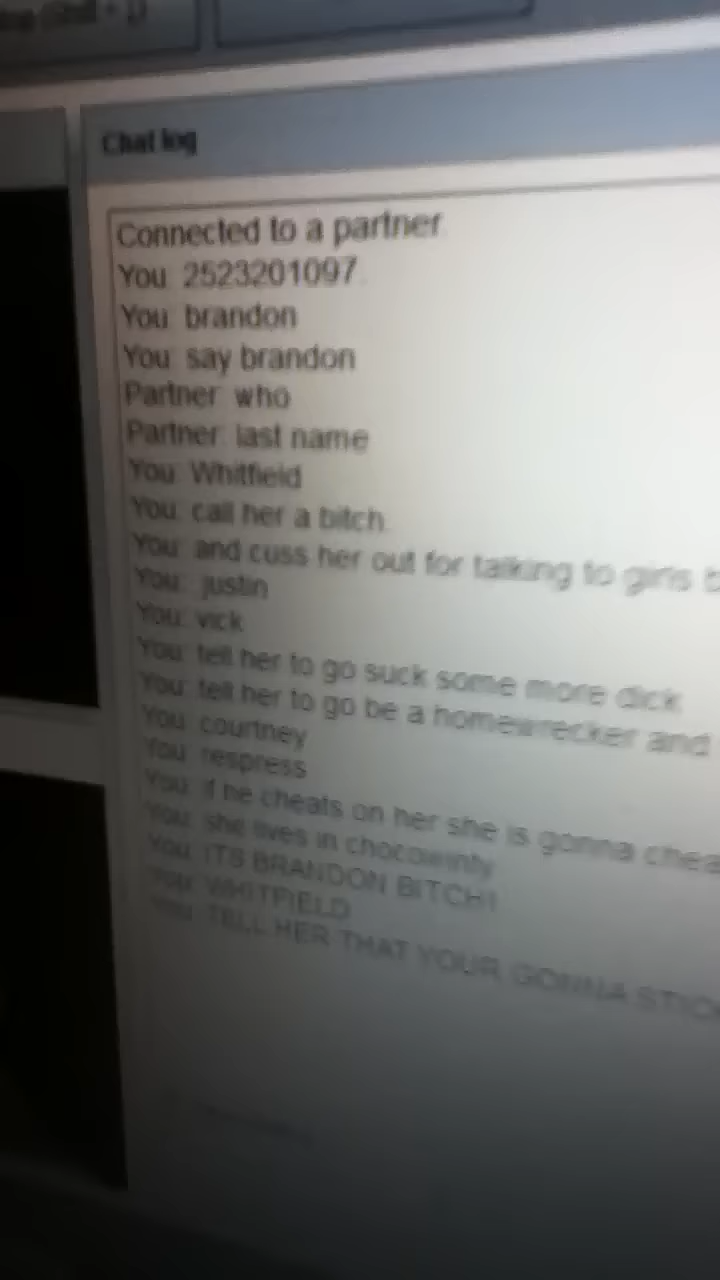 Chat log
Connected to a partner.
You: 2523201097
You: brandon
You: say brandon
Partner: who
Partner: last name
You: Whitfield
You: call her a bitch
You: and cuss her out for talking to girls
You: justin
You: vick
You: tell her to go suck some more dick
You: tell her to go be a homewrecker and
You: courtney
You: respress
You: if he cheats on her she is gonna
You: she lives in chocowinty
You: ITS BRANDON BITCH!
You: WHITFIELD
You: TELL HER THAT YOUR GONNA